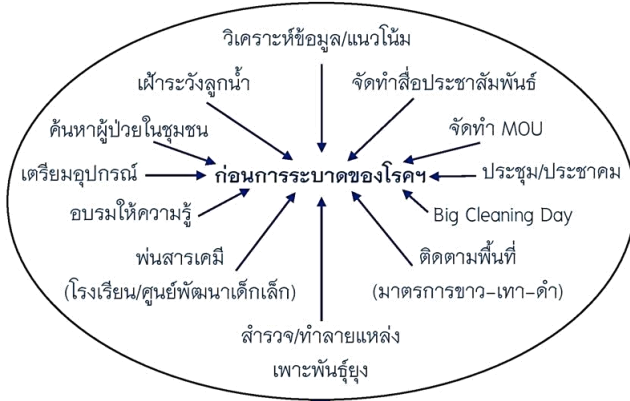 วิเคราะห์ข้อมูล/แนวโน้ม
เฝ้าระวังลูกน้ำ
จัดทำสื่อประชาสัมพันธ์
ค้นหาผู้ป่วยในชุมชน
จัดทำ MOU
เตรียมอุปกรณ์
ก่อนการระบาดของโรคฯ
ประชุม/ประชาคม
อบรมให้ความรู้
Big Cleaning Day
พ่นสารเคมี
(โรงเรียน/ศูนย์พัฒนาเด็กเล็ก)
ติดตามพื้นที่
(มาตรการขาว-เทา-ดำ)
สำรวจ/ทำลายแหล่ง
เพาะพันธุ์ยุง